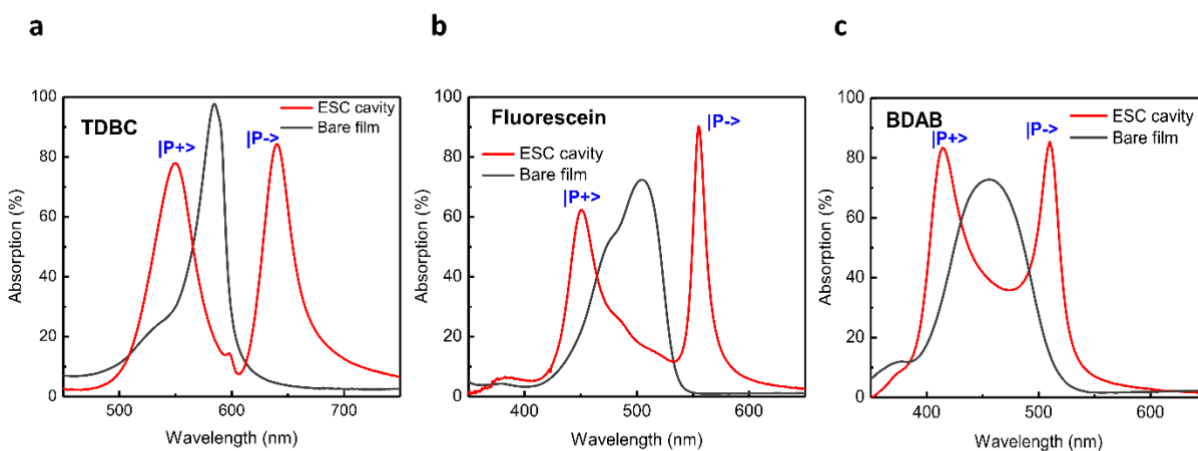 a
b
c
TDBC
ESC cavity
Bare film
|P+>
|P->
Absorption (%)
100
80
60
40
20
0
500
600
700
Wavelength (nm)
Fluorescein
ESC cavity
Bare film
|P+>
|P->
Absorption (%)
100
80
60
40
20
0
400
500
600
Wavelength (nm)
BDAB
ESC cavity
Bare film
|P+>
|P->
Absorption (%)
100
80
60
40
20
0
400
500
600
Wavelength (nm)